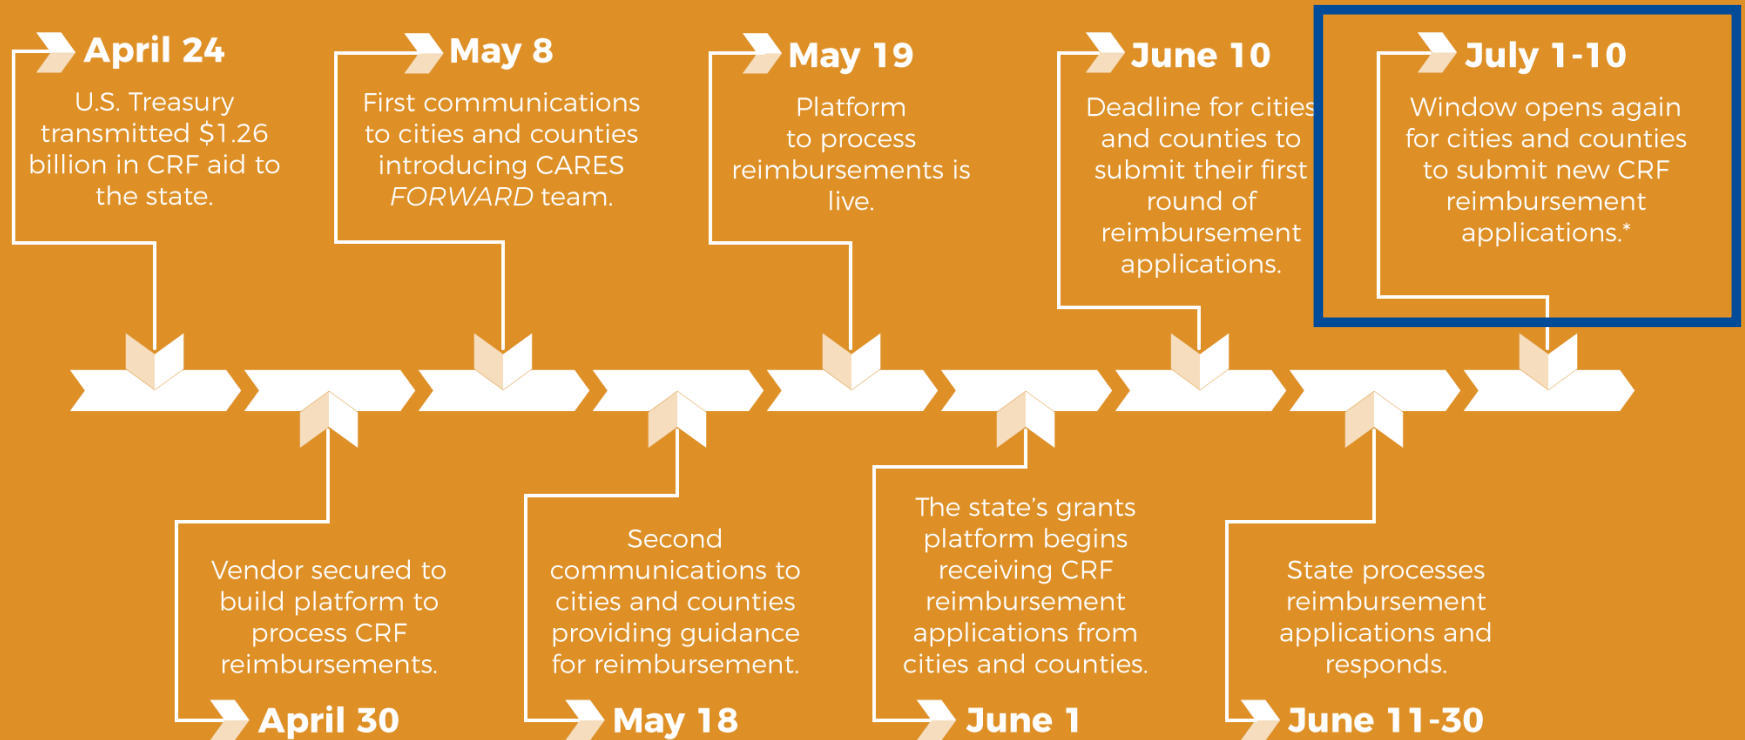 April 24
U.S. Treasury
transmitted $1.26
billion in CRF aid to
the state.
May 8
First communications
to cities and counties
introducing CARES
FORWARD team.
May 19
Platform
to process
reimbursements is
live.
June 10
Deadline for cities
and counties to
submit their first
round of
reimbursement
applications.
July 1-10
Window opens again
for cities and counties
to submit new CRF
reimbursement
applications.*
Vendor secured to
build platform to
process CRF
reimbursements.
April 30
Second
communications to
cities and counties
providing guidance
for reimbursement.
May 18
The state’s grants
platform begins
receiving CRF
reimbursement
applications from
cities and counties.
June 1
State processes
reimbursement
applications and
responds.
June 11-30